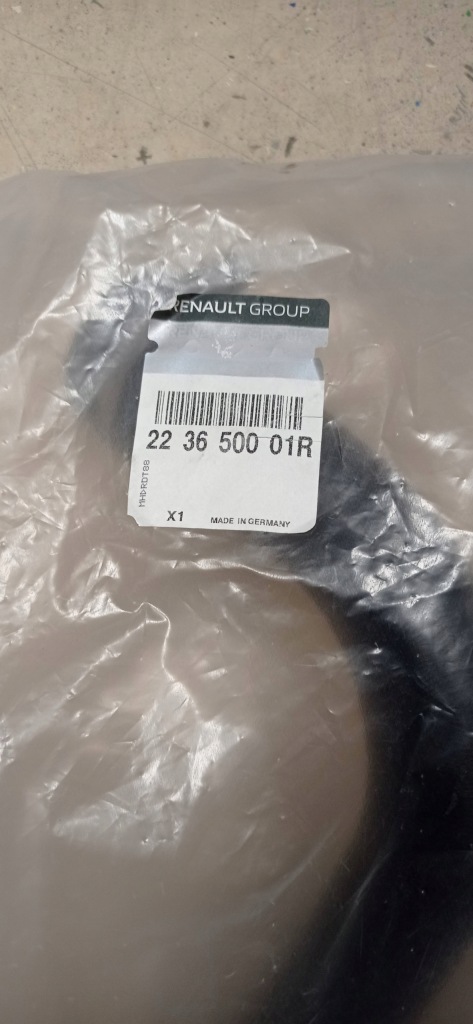 RENAULT GROUP
22 36 500 01R
X1
MADE IN GERMANY